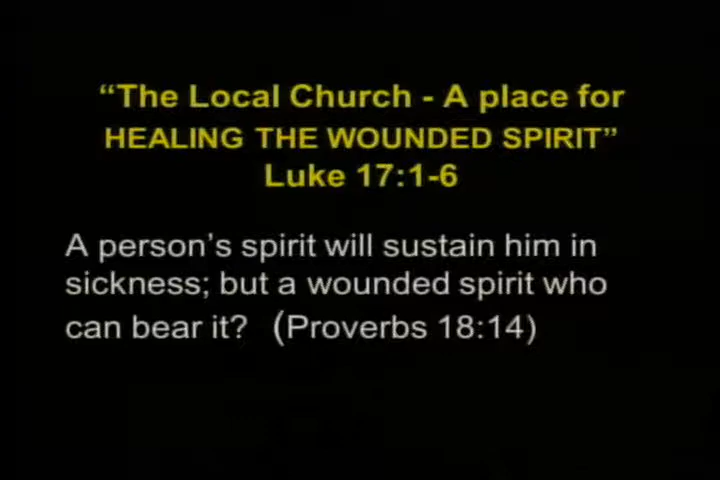 “The Local Church - A place for
HEALING THE WOUNDED SPIRIT”
Luke 17:1-6
A person’s spirit will sustain him in
sickness; but a wounded spirit who
can bear it? (Proverbs 18:14)